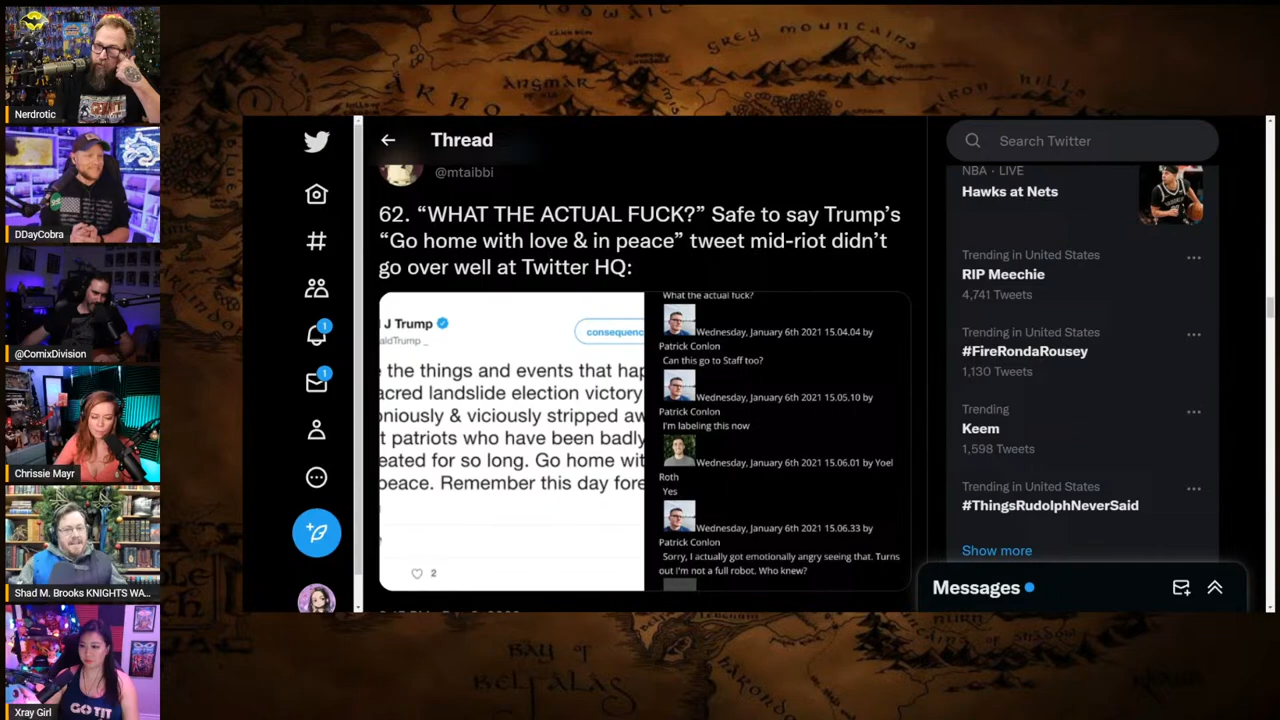 GREY MOUNTAINS
ANGMAR
ARNO
Nerdrotic
DDayCobra
@ComixDivision
Chrissie Mayr
Shad M. Brooks KNIGHTS WA...
GOT IT
Xray Girl
Thread
@mtaibbi
62. “WHAT THE ACTUAL FUCK?” Safe to say Trump’s
“Go home with love & in peace” tweet mid-riot didn’t
go over well at Twitter HQ:
J Trump
aldTrump _
consequenc
the things and events that hap
acred landslide election victory
oniously & viciously stripped aw
t patriots who have been badly
eated for so long. Go home wit
peace. Remember this day fore
2
What the actual fuck?
Wednesday, January 6th 2021 15.04.04 by
Patrick Conlon
Can this go to Staff too?
Wednesday, January 6th 2021 15.05.10 by
Patrick Conlon
I'm labeling this now
Wednesday, January 6th 2021 15.06.01 by Yoel
Roth
Yes
Wednesday, January 6th 2021 15.06.33 by
Patrick Conlon
Sorry, I actually got emotionally angry seeing that. Turns
out I'm not a full robot. Who knew?
1
1
Search Twitter
NBA · LIVE
Hawks at Nets
Trending in United States
RIP Meechie
4,741 Tweets
Trending in United States
#FireRondaRousey
1,130 Tweets
Trending
Keem
1,598 Tweets
Trending in United States
#ThingsRudolphNeverSaid
Show more
Messages
BAY OF
BELFALAS